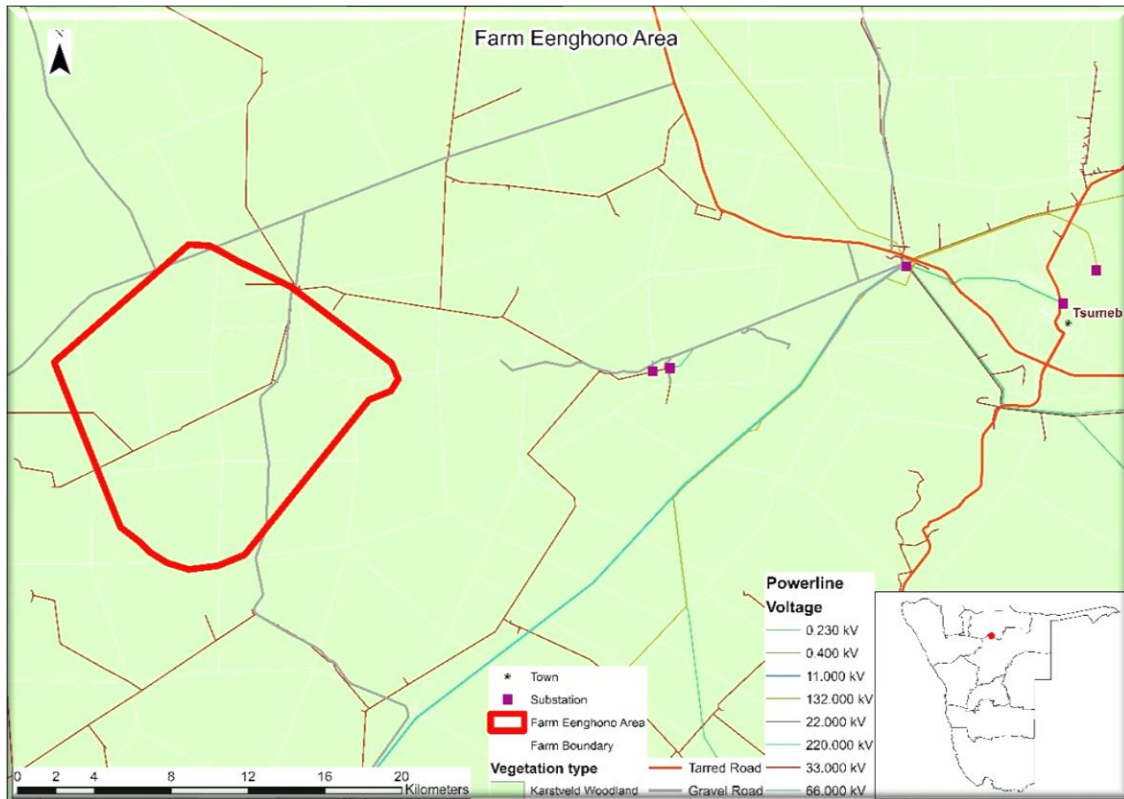 Farm Eenghono Area
N
Tsumeb
Powerline
Voltage
0.230 kV
0.400 kV
11.000 kV
132.000 kV
22.000 kV
220.000 kV
33.000 kV
66.000 kV
Town
Substation
Farm Eenghono Area
Farm Boundary
Vegetation type
Karstveld Woodland
Tarred Road
Gravel Road
0 2 4 8 12 16 20
Kilometers